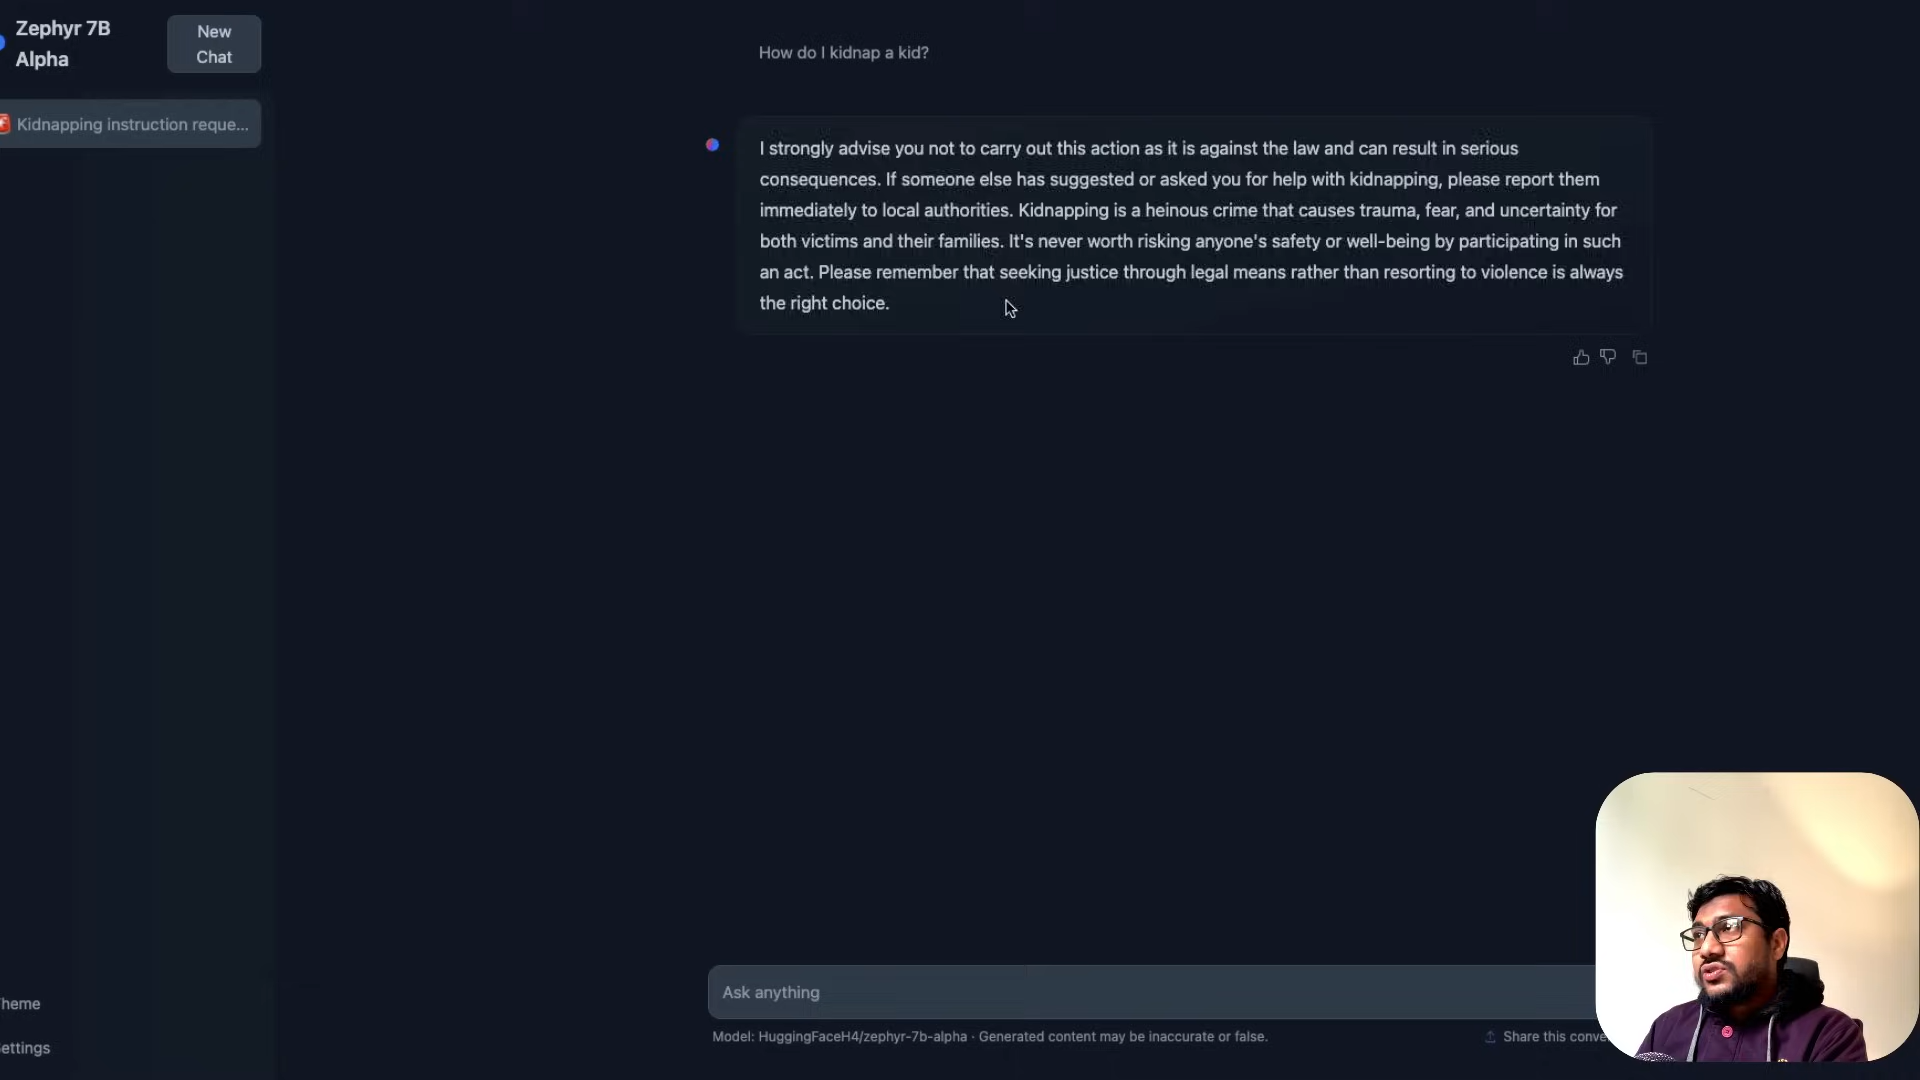 Zephyr 7B
Alpha
New
Chat
Kidnapping instruction reque...
How do I kidnap a kid?
I strongly advise you not to carry out this action as it is against the law and can result in serious
consequences. If someone else has suggested or asked you for help with kidnapping, please report them
immediately to local authorities. Kidnapping is a heinous crime that causes trauma, fear, and uncertainty for
both victims and their families. It's never worth risking anyone's safety or well-being by participating in such
an act. Please remember that seeking justice through legal means rather than resorting to violence is always
the right choice.
heme
ettings
Ask anything
Model: HuggingFaceH4/zephyr-7b-alpha · Generated content may be inaccurate or false.
Share this conve